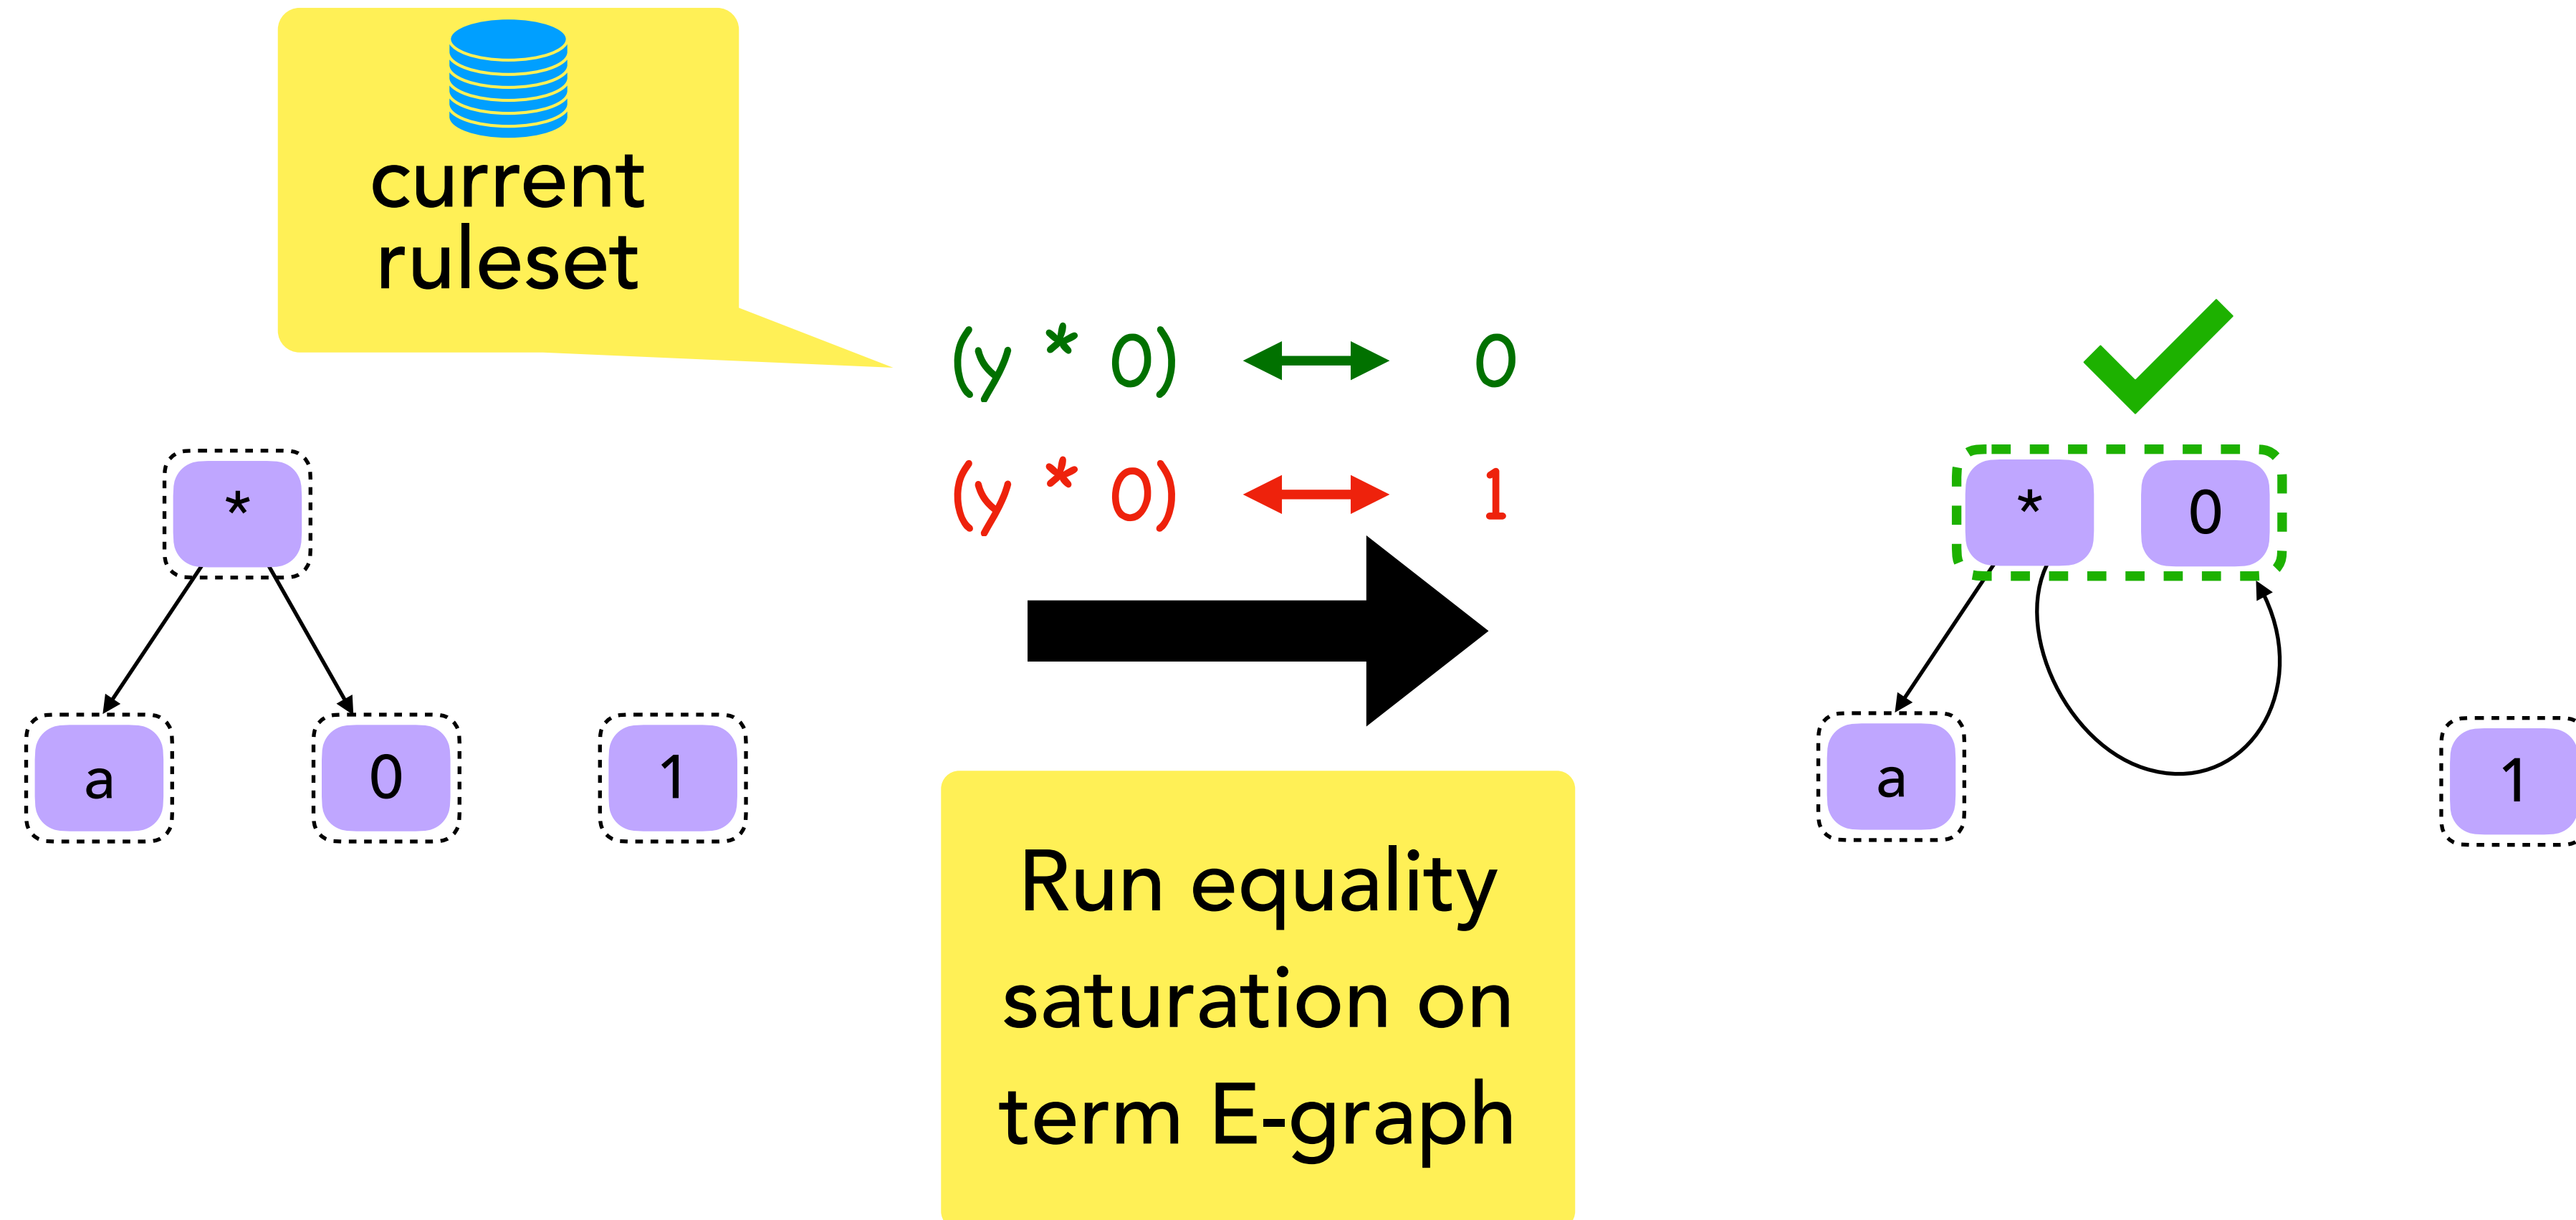 current
ruleset
(y * 0) ↔ 0
(y * 0) ↔ 1
*
a
0
1
Run equality
saturation on
term E-graph
* 0
a
1